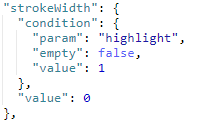 "strokeWidth": {
  "condition": {
    "param": "highlight",
    "empty": false,
    "value": 1
  },
  "value": 0
},